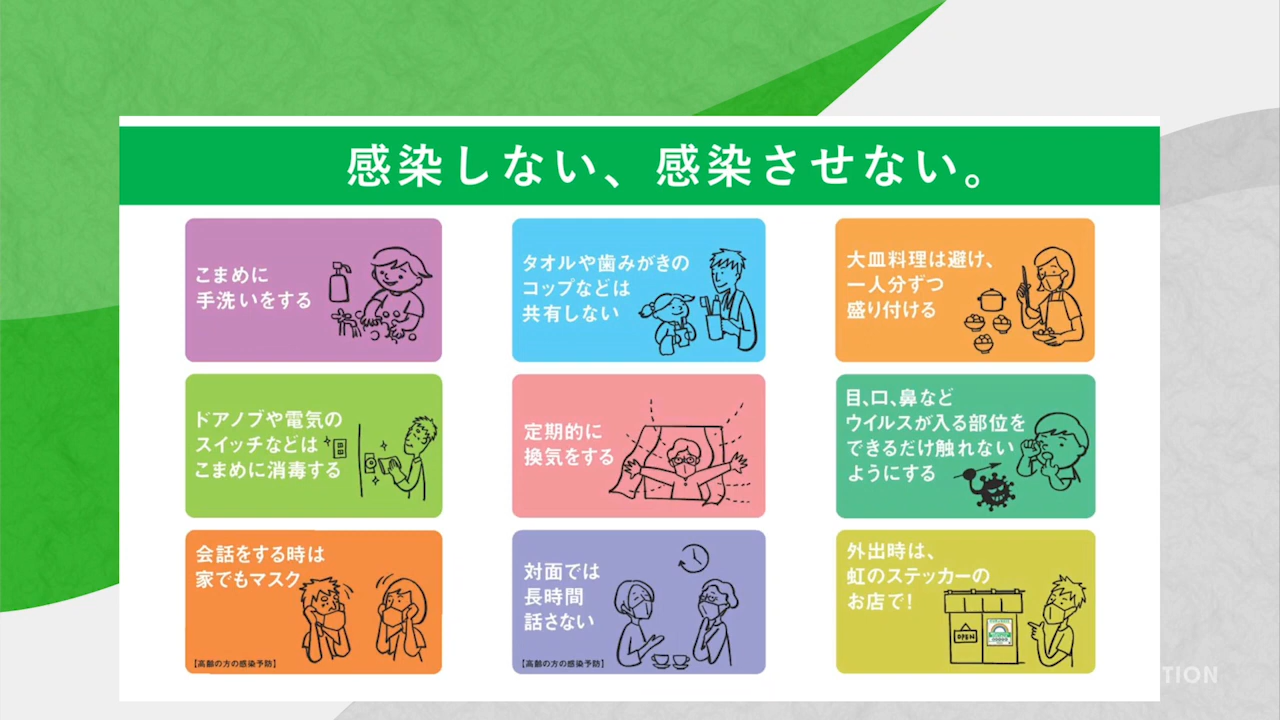 感染しない、感染させない。
こまめに
手洗いをする
タオルや歯みがきの
コップなどは
共有しない
大皿料理は避け、
一人分ずつ
盛り付ける
ドアノブや電気の
スイッチなどは
こまめに消毒する
定期的に
換気をする
目、口、鼻など
ウイルスが入る部位を
できるだけ触れない
ようにする
会話をする時は
家でもマスク
【高齢の方の感染予防】
対面では
長時間
話さない
【高齢の方の感染予防】
外出時は、
虹のステッカーの
お店で!
OPEN
TION